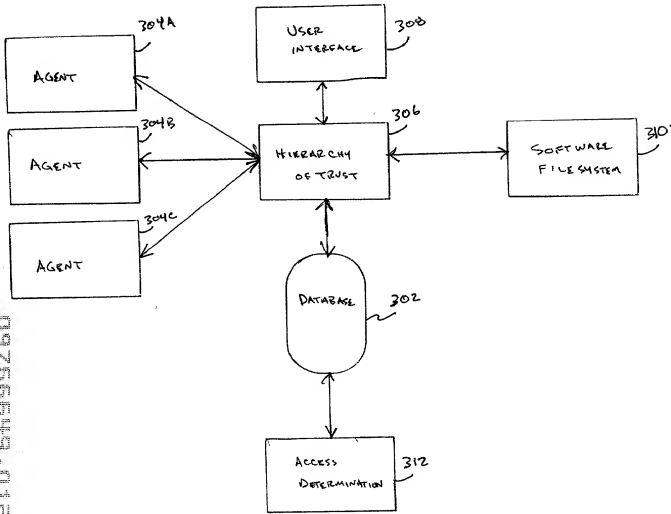 304A
AGENT
304B
AGENT
304C
AGENT
USER
INTERFACE
308
306
HIERARCHY
OF TRUST
SOFTWARE
FILESYSTEM
310
DATABASE
302
ACCESS
DETERMINATION
312